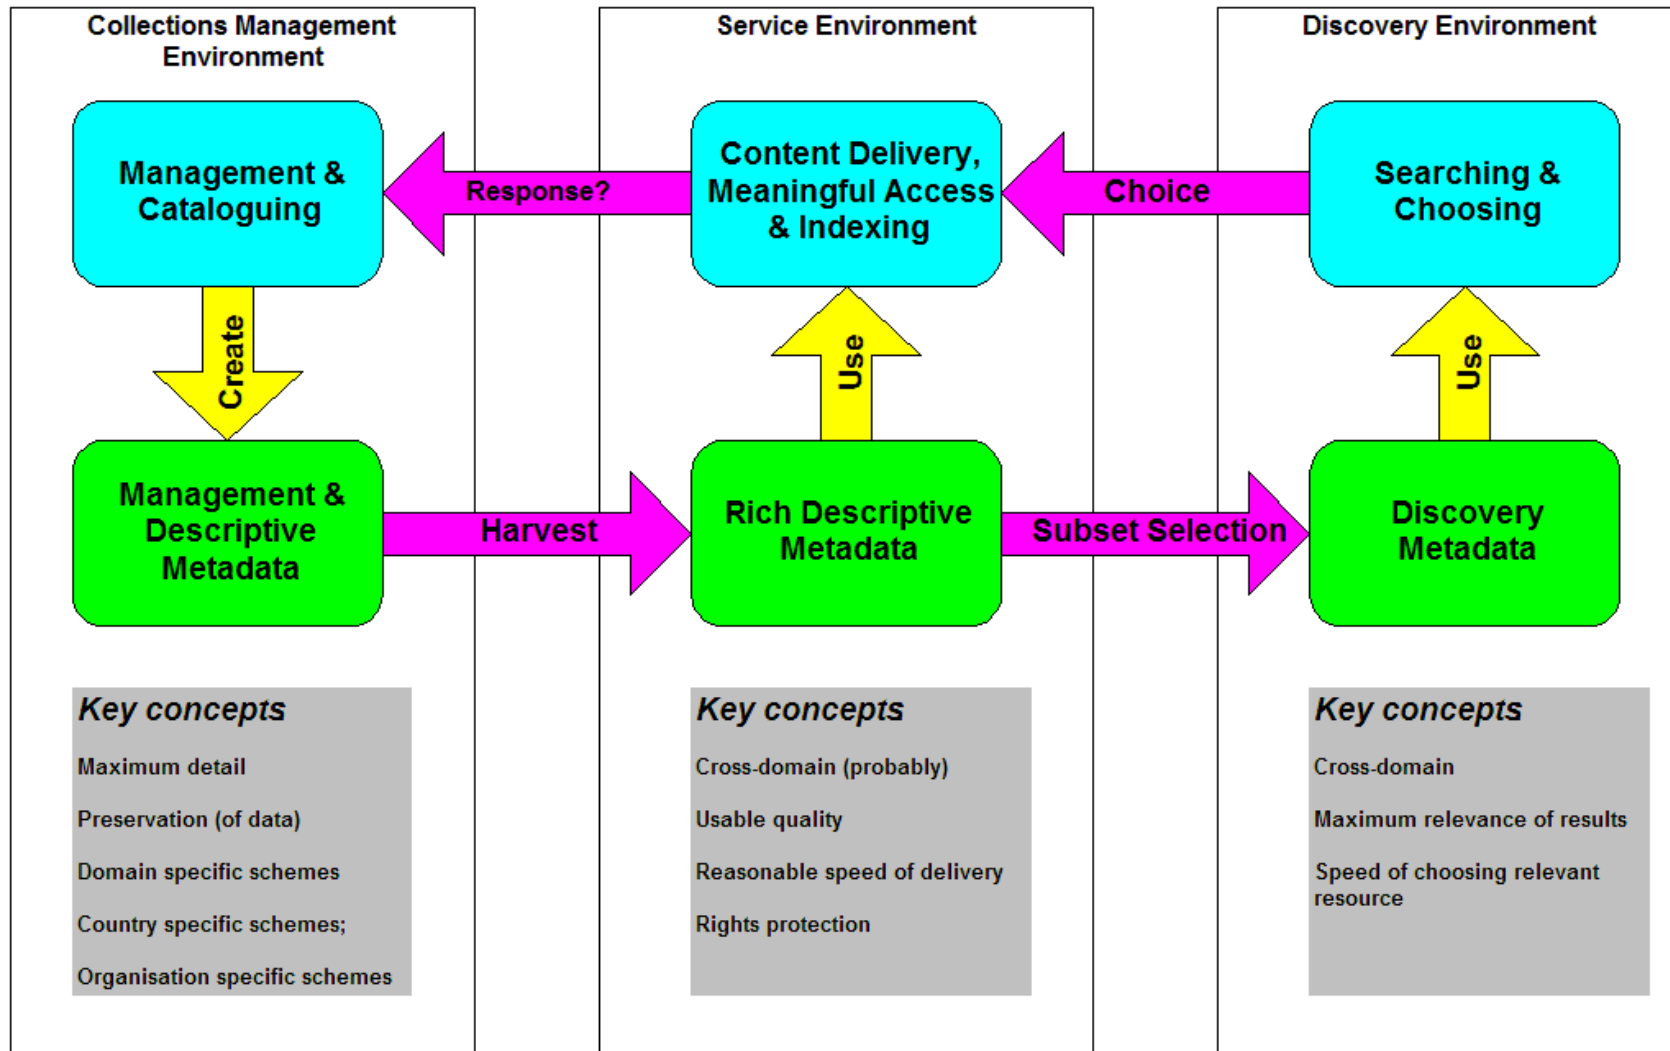 Collections Management
Environment
Management &
Cataloguing
Create
Management &
Descriptive
Metadata
Key concepts
Maximum detail
Preservation (of data)
Domain specific schemes
Country specific schemes;
Organisation specific schemes
Response?
Harvest
Service Environment
Content Delivery,
Meaningful Access
& Indexing
Use
Rich Descriptive
Metadata
Key concepts
Cross-domain (probably)
Usable quality
Reasonable speed of delivery
Rights protection
Choice
Subset Selection
Discovery Environment
Searching &
Choosing
Use
Discovery
Metadata
Key concepts
Cross-domain
Maximum relevance of results
Speed of choosing relevant
resource